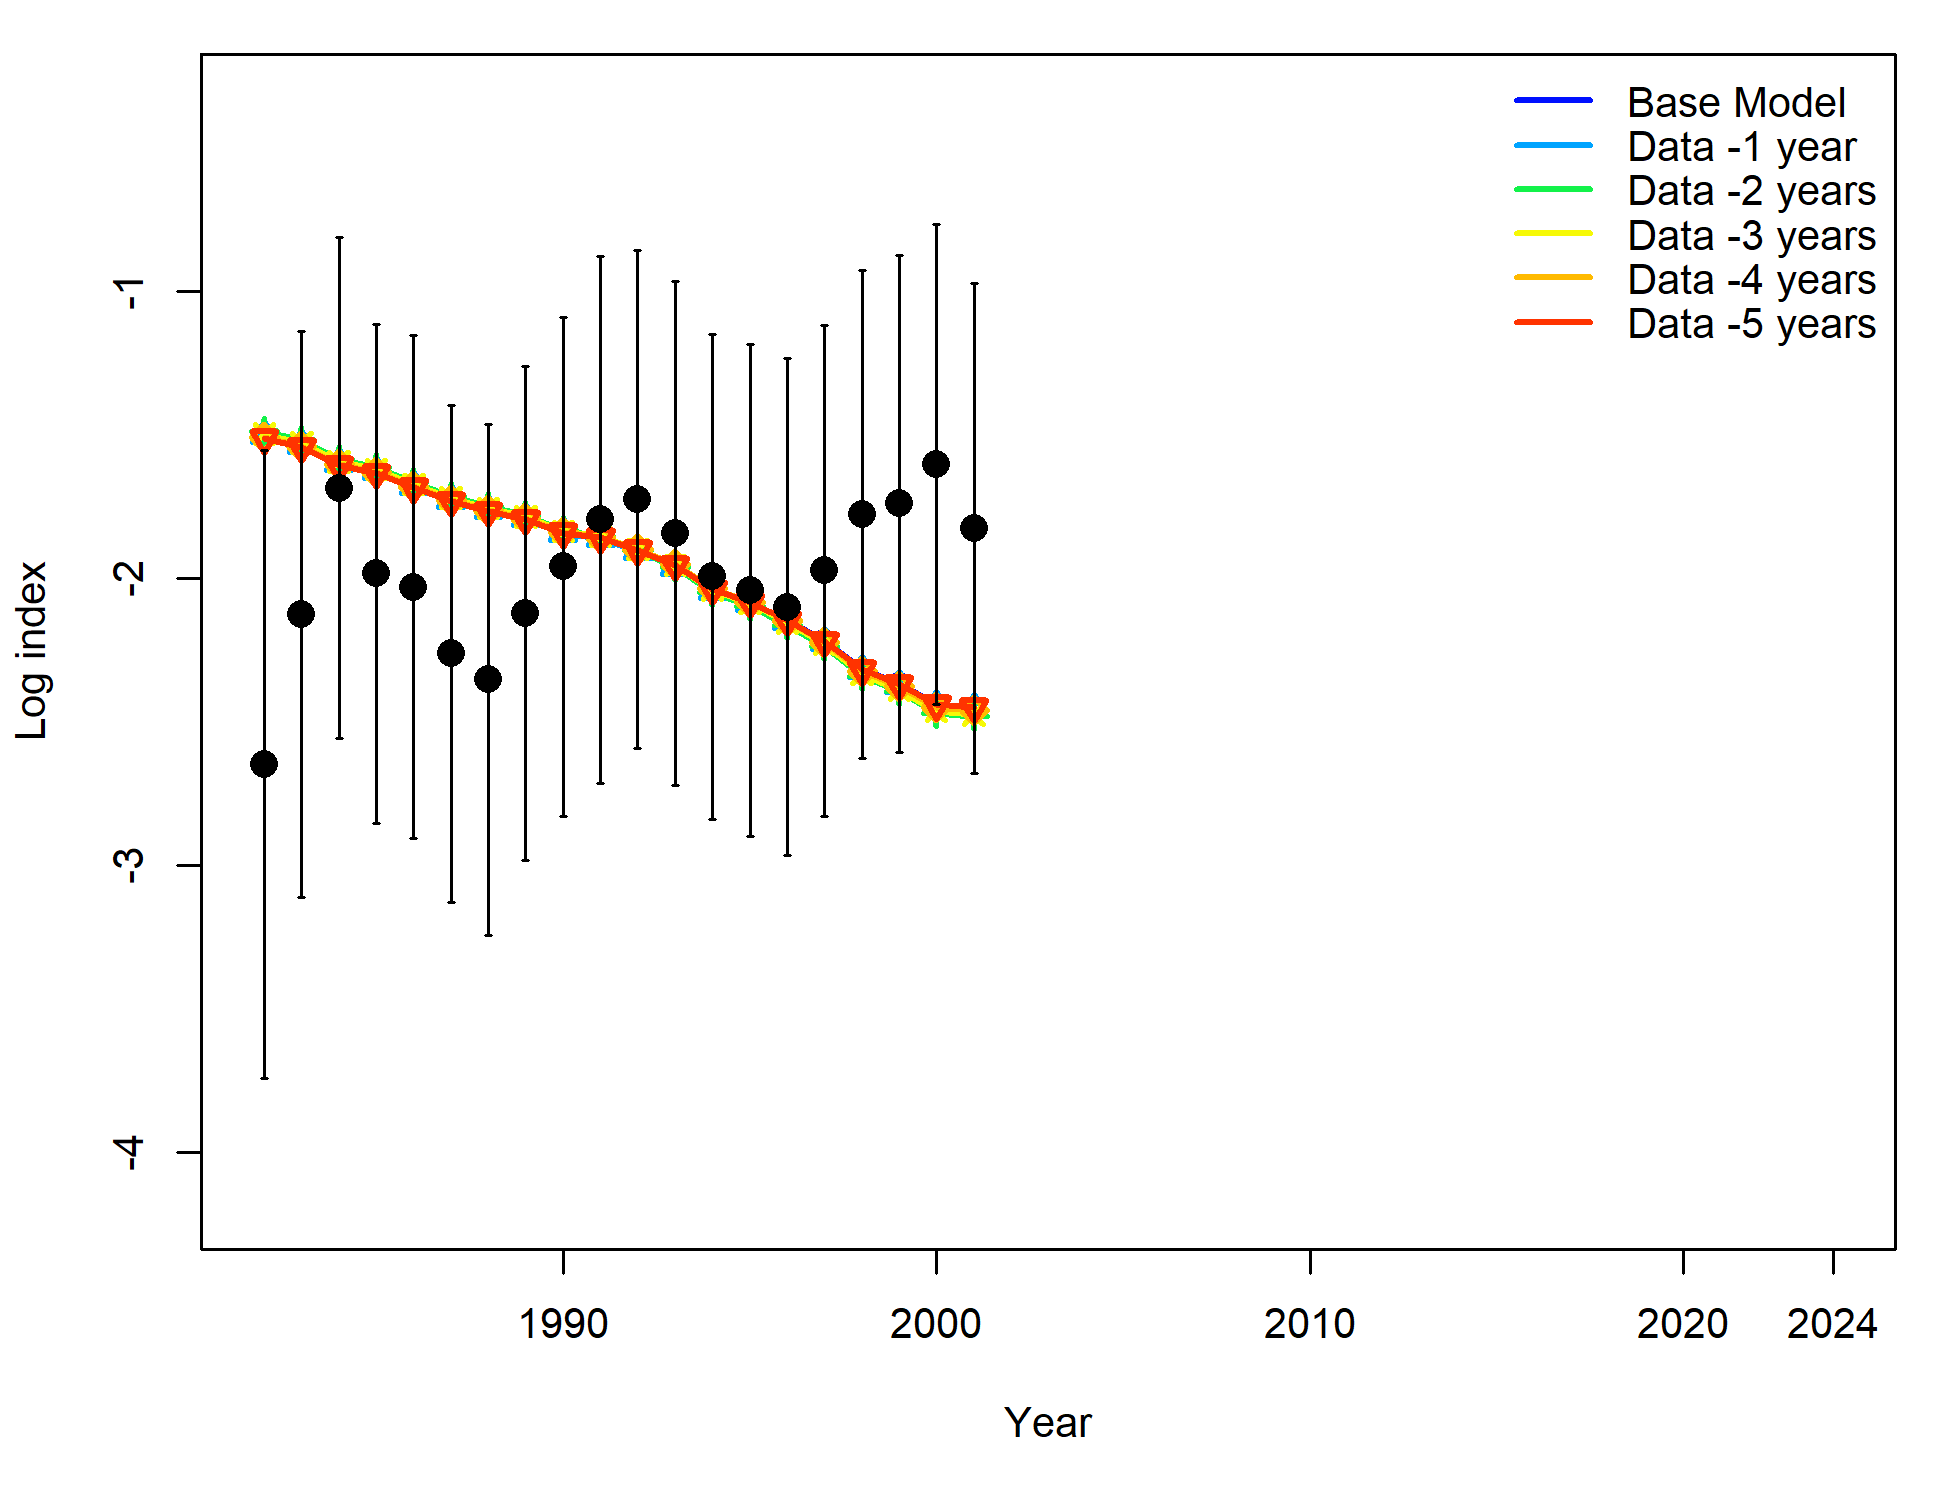 Base Model
Data -1 year
Data -2 years
Data -3 years
Data -4 years
Data -5 years
Log index
-1
-2
-3
-4
1990
2000
2010
2020
2024
Year